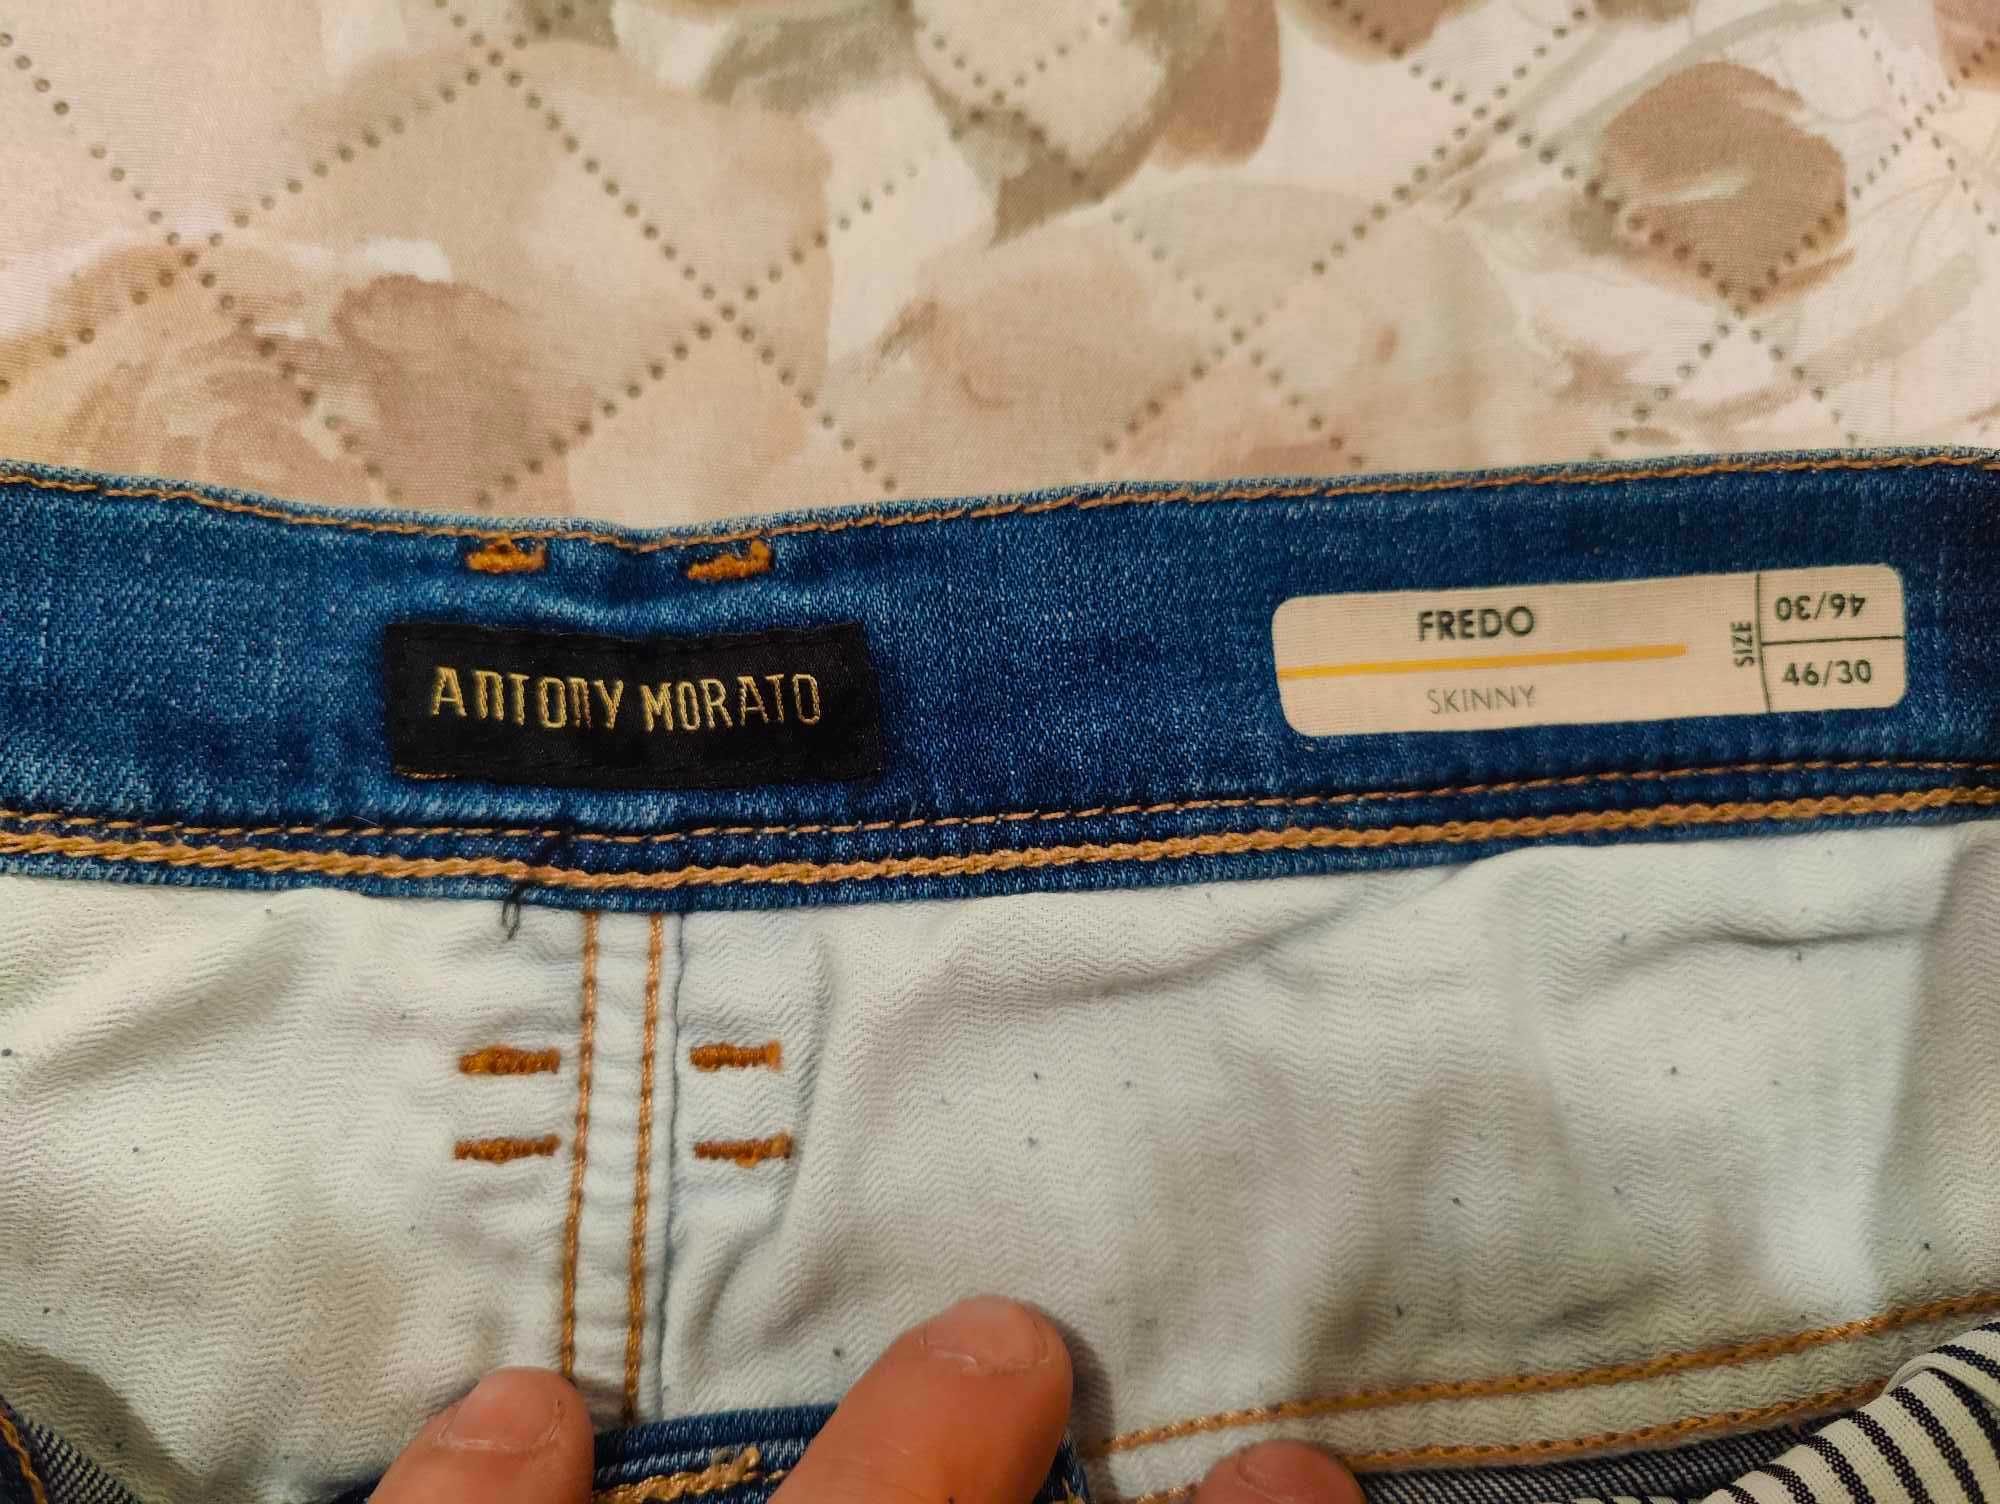 ANTONY MORATO
FREDO
SKINNY
SIZE
46/30
46/30